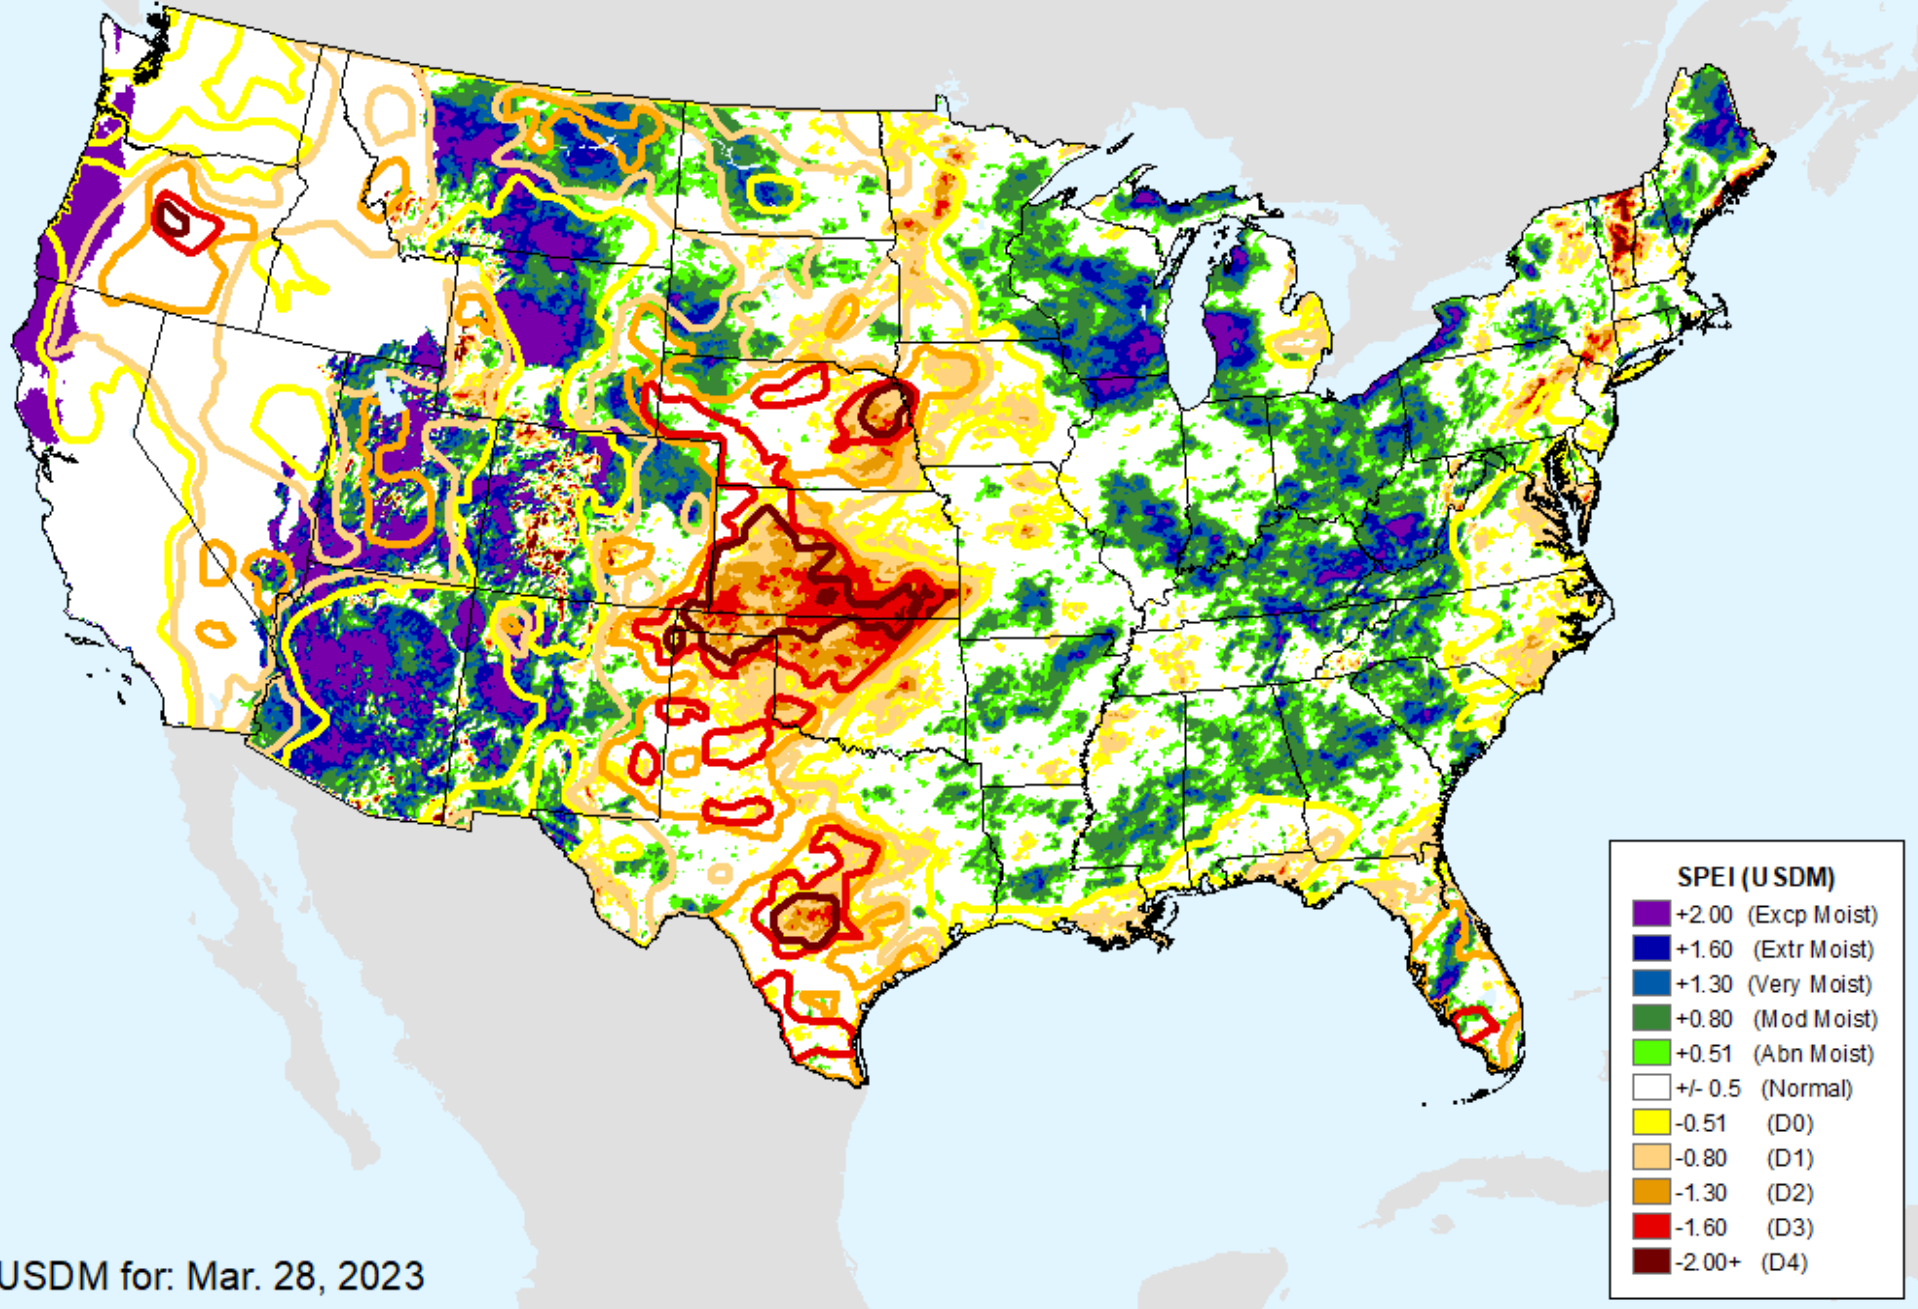 SPEI (USDM)
+2.00 (Excp Moist)
+1.60 (Extr Moist)
+1.30 (Very Moist)
+0.80 (Mod Moist)
+0.51 (Abn Moist)
+/- 0.5 (Normal)
-0.51 (D0)
-0.80 (D1)
-1.30 (D2)
-1.60 (D3)
-2.00+ (D4)
USDM for: Mar. 28, 2023